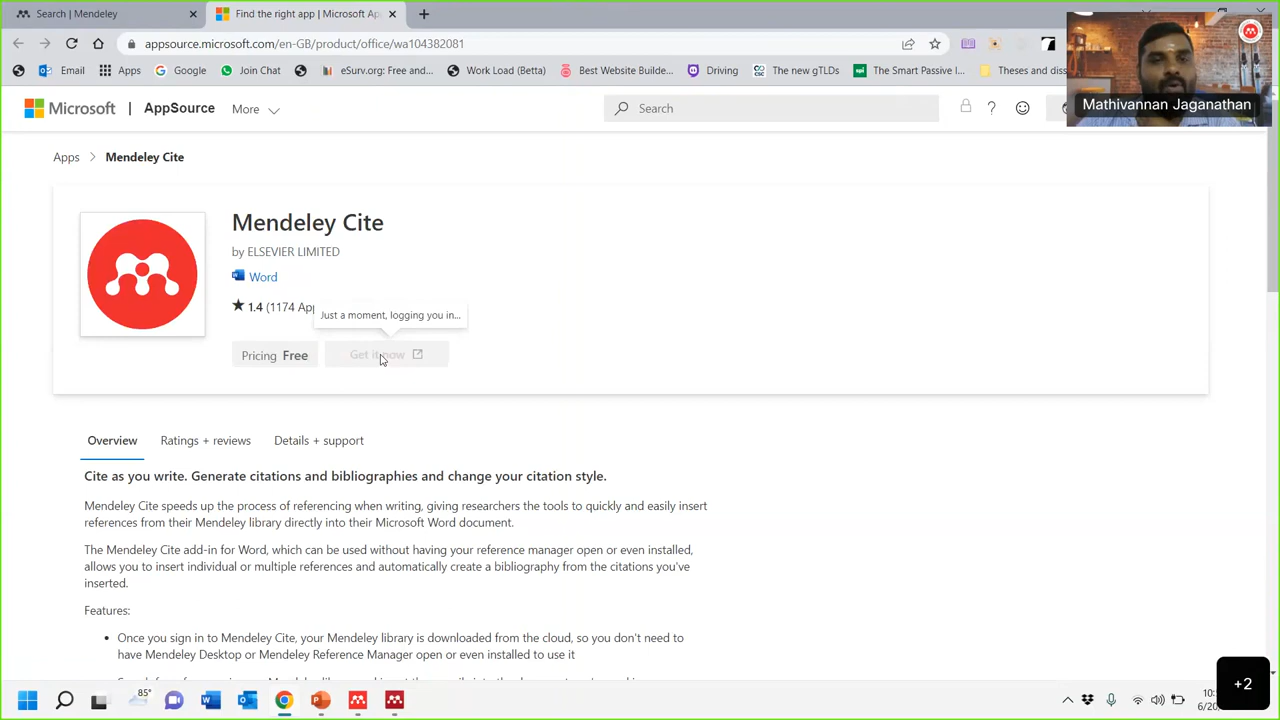 Search | Mendeley
Find the right app | Microsoft Ap
appsource.microsoft.com/en-GB/product/office/wa104382081
Email
Apps
Google
Join Chat
eSurvey: Free and...
Work Load (Betta)
Best Website Builde...
Driving
The new gTLDs
The Smart Passive I...
Theses and diss
Microsoft | AppSource
More
Search
Mathivannan Jaganathan
Apps > Mendeley Cite
Mendeley Cite
by ELSEVIER LIMITED
Word
1.4 (1174 Ap
Just a moment, logging you in...
Pricing Free
Get it now
Overview
Ratings + reviews
Details + support
Cite as you write. Generate citations and bibliographies and change your citation style.
Mendeley Cite speeds up the process of referencing when writing, giving researchers the tools to quickly and easily insert
references from their Mendeley library directly into their Microsoft Word document.
The Mendeley Cite add-in for Word, which can be used without having your reference manager open or even installed,
allows you to insert individual or multiple references and automatically create a bibliography from the citations you've
inserted.
Features:
• Once you sign in to Mendeley Cite, your Mendeley library is downloaded from the cloud, so you don't need to
have Mendeley Desktop or Mendeley Reference Manager open or even installed to use it
85°
10:
6/20
+2